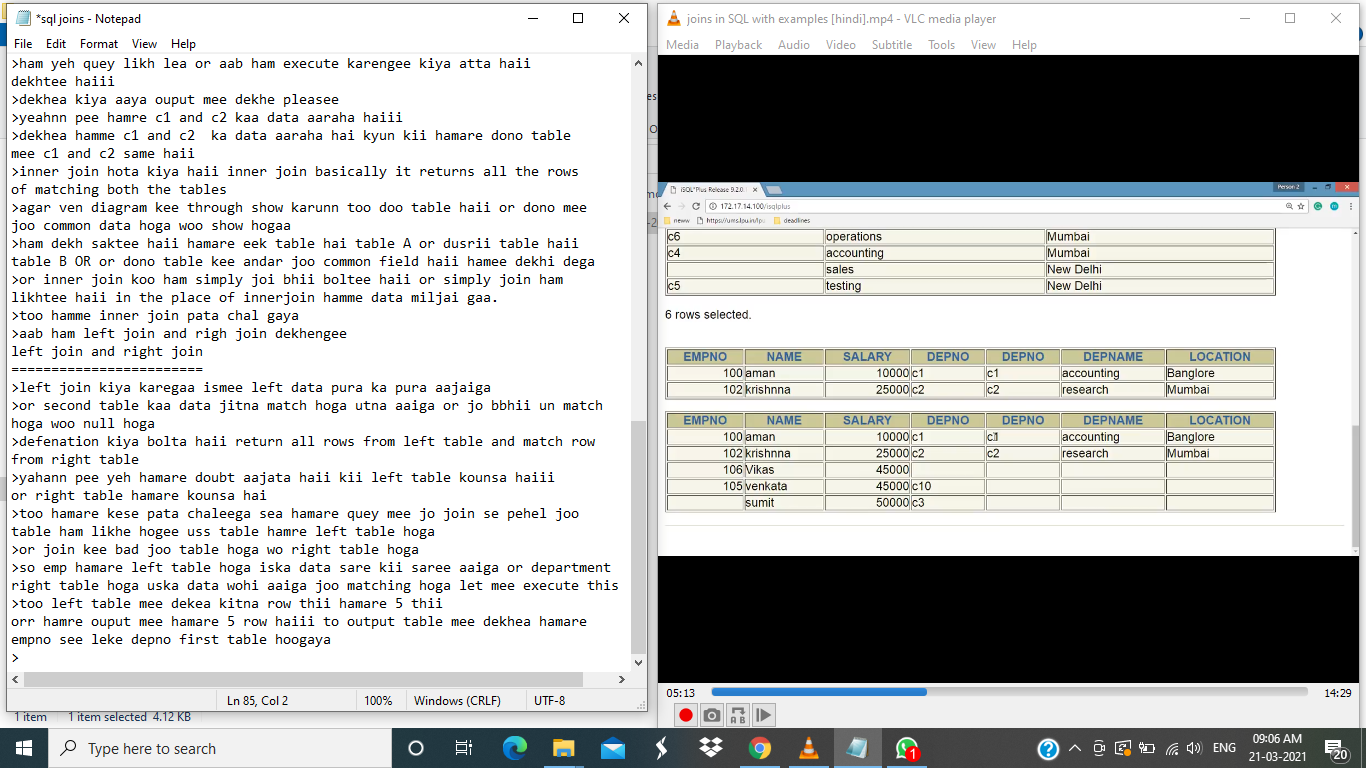 *sql joins - Notepad
File Edit Format View Help
>ham yeh quey likh lea or aab ham execute karengee kiya atta haii
dekhtee haiii
>dekhea kiya aaya ouput mee dekhe pleasee
>yeahnn pee hamre c1 and c2 kaa data aaraha haiii
>dekhea hamme c1 and c2  ka data aaraha hai kyun kii hamare dono table
mee c1 and c2 same haii
>inner join hota kiya haii inner join basically it returns all the rows
of matching both the tables
>agar ven diagram kee through show karunn too doo table haii or dono mee
joo common data hoga woo show hogaa
>ham dekh saktee haii hamare eek table hai table A or dusrii table haii
table B OR or dono table kee andar joo common field haii hamee dekhi dega
>or inner join koo ham simply joi bhii boltee haii or simply join ham
likhtee haii in the place of innerjoin hamme data miljai gaa.
>too hamme inner join pata chal gaya
>aab ham left join and righ join dekhengee
left join and right join
========================
>left join kiya karegaa ismee left data pura ka pura aajaiga
>or second table kaa data jitna match hoga utna aaiga or jo bbhii un match
hoga woo null hoga
>defenation kiya bolta haii return all rows from left table and match row
from right table
>yahann pee yeh hamare doubt aajata haii kii left table kounsa haiii
or right table hamare kounsa hai
>too hamare kese pata chaleega sea hamare quey mee jo join se pehel joo
table ham likhe hogee uss table hamre left table hoga
>or join kee bad joo table hoga wo right table hoga
>so emp hamare left table hoga iska data sare kii saree aaiga or department
right table hoga uska data wohi aaiga joo matching hoga let mee execute this
>too left table mee dekea kitna row thii hamare 5 thii
orr hamre ouput mee hamare 5 row haiii to output table mee dekhea hamare
empno see leke depno first table hoogaya
>
Ln 85, Col 2 100% Windows (CRLF) UTF-8
1 item 1 item selected 4.12 KB
joins in SQL with examples [hindi].mp4 - VLC media player
Media Playback Audio Video Subtitle Tools View Help
iSQL*Plus Release 9.2.0. Person 2
172.17.14.100/isqlplus
neww https://ums.lpu.in/lpu deadlines
c6 operations Mumbai
c4 accounting Mumbai
sales New Delhi
c5 testing New Delhi
6 rows selected.
EMPNO NAME SALARY DEPNO DEPNO DEPNAME LOCATION
100 aman 10000 c1 c1 accounting Banglore
102 krishnna 25000 c2 c2 research Mumbai
EMPNO NAME SALARY DEPNO DEPNO DEPNAME LOCATION
100 aman 10000 c1 c1 accounting Banglore
102 krishnna 25000 c2 c2 research Mumbai
106 Vikas 45000
105 venkata 45000 c10
sumit 50000 c3
05:13 14:29
A B
Type here to search
1
ENG
09:06 AM
21-03-2021
20